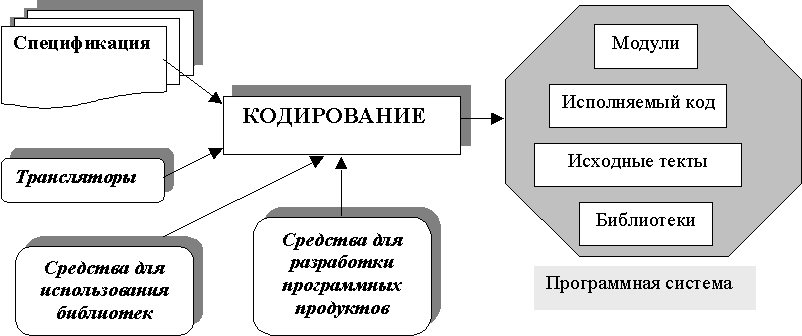 Спецификация
Трансляторы
Средства для
использования
библиотек
Средства для
разработки
программных
продуктов
КОДИРОВАНИЕ
Модули
Исполняемый код
Исходные текты
Библиотеки
Программная система